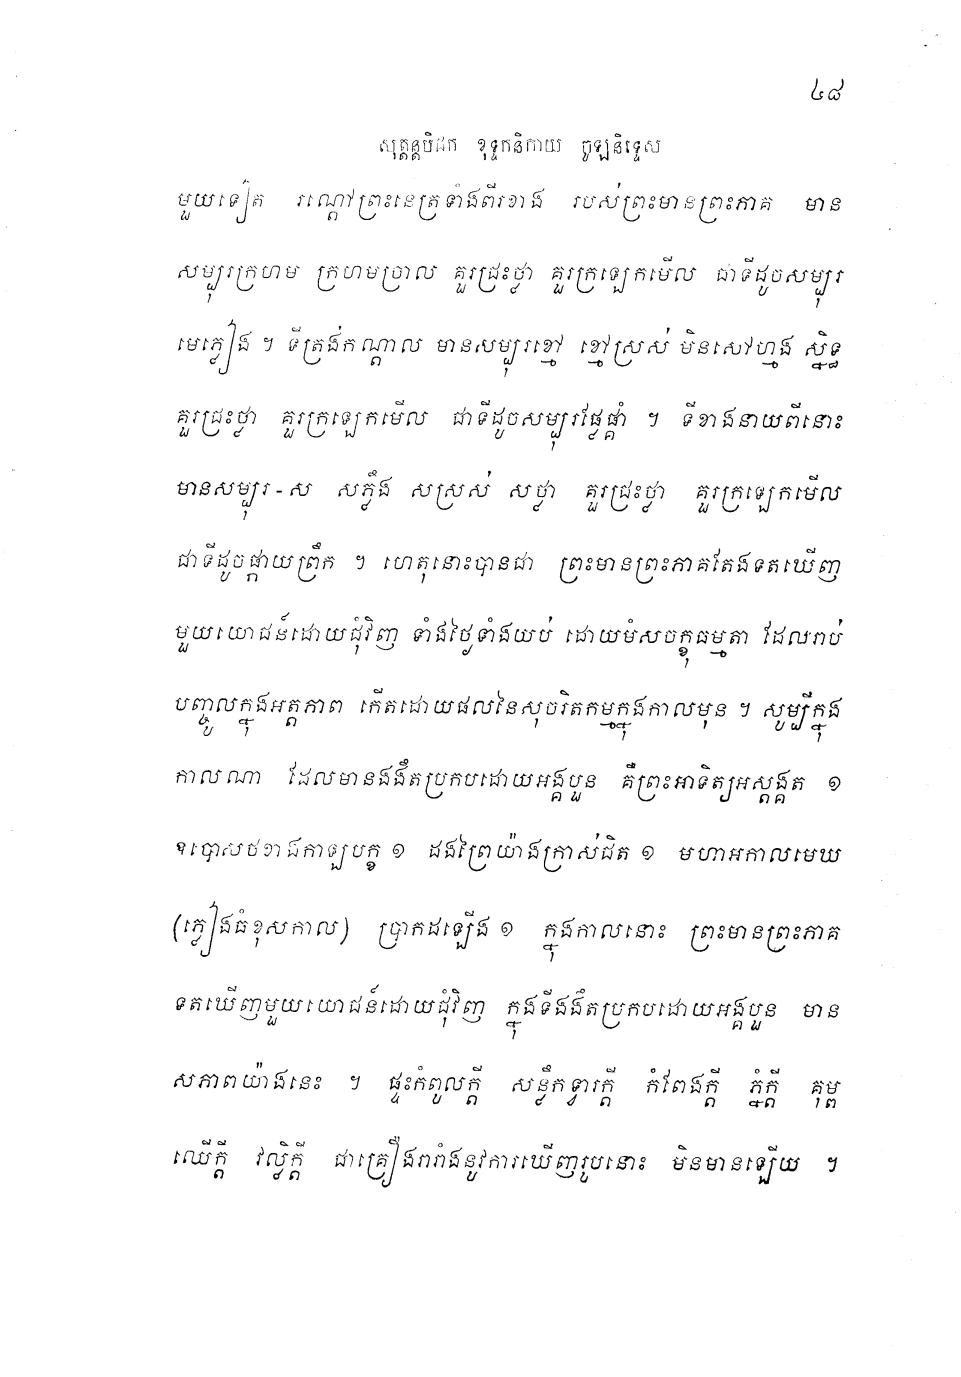 ៤៨
សុត្តន្តបិដក ខុទ្ទកនិកាយ ចូឡនិទ្ទេស
មួយទៀត រណ្តៅព្រះនេត្រទាំងពីរខាង របស់ព្រះមានព្រះភាគ មាន
សម្បុរក្រហម ក្រហមច្រាល គួរជ្រះថ្លា គួរក្រឡេកមើល ជាទីដូចសម្បុរ
មេភ្លៀង ។ ទីត្រង់កណ្តាល មានសម្បុរខ្មៅ ខ្មៅស្រស់ មិនសៅហ្មង ស្និទ្ធ
គួរជ្រះថ្លា គួរក្រឡេកមើល ជាទីដូចសម្បុរផ្លែផ្គាំ ។ ទីខាងនាយពីនោះ
មានសម្បុរ-ស សភ្លឹង សស្រស់ សថ្លា គួរជ្រះថ្លា គួរក្រឡេកមើល
ជាទីដូចផ្កាយព្រឹក ។ ហេតុនោះបានជា ព្រះមានព្រះភាគតែងទតឃើញ
មួយយោជន៍ដោយជុំវិញ ទាំងថ្ងៃទាំងយប់ ដោយមំសចក្ខុធម្មតា ដែលរាប់
បញ្ចូលក្នុងអត្តភាព កើតដោយផលនៃសុចរិតកម្មក្នុងកាលមុន ។ សូម្បីក្នុង
កាលណា ដែលមានងងឹតប្រកបដោយអង្គបួន គឺព្រះអាទិត្យអស្តង្គត ១
ឧបោសថខាងកាឡបក្ខ ១ ដងព្រៃយ៉ាងក្រាស់ជិត ១ មហាអកាលមេឃ
(ភ្លៀងធំខុសកាល) ប្រាកដឡើង ១ ក្នុងកាលនោះ ព្រះមានព្រះភាគ
ទតឃើញមួយយោជន៍ដោយជុំវិញ ក្នុងទីងងឹតប្រកបដោយអង្គបួន មាន
សភាពយ៉ាងនេះ ។ ផ្ទះកំពូលក្តី សន្លឹកទ្វារក្តី កំពែងក្តី ភ្នំក្តី គុម្ព
ឈើក្តី វល្លិក្តី ជាគ្រឿងរារាំងនូវការឃើញរូបនោះ មិនមានឡើយ ។